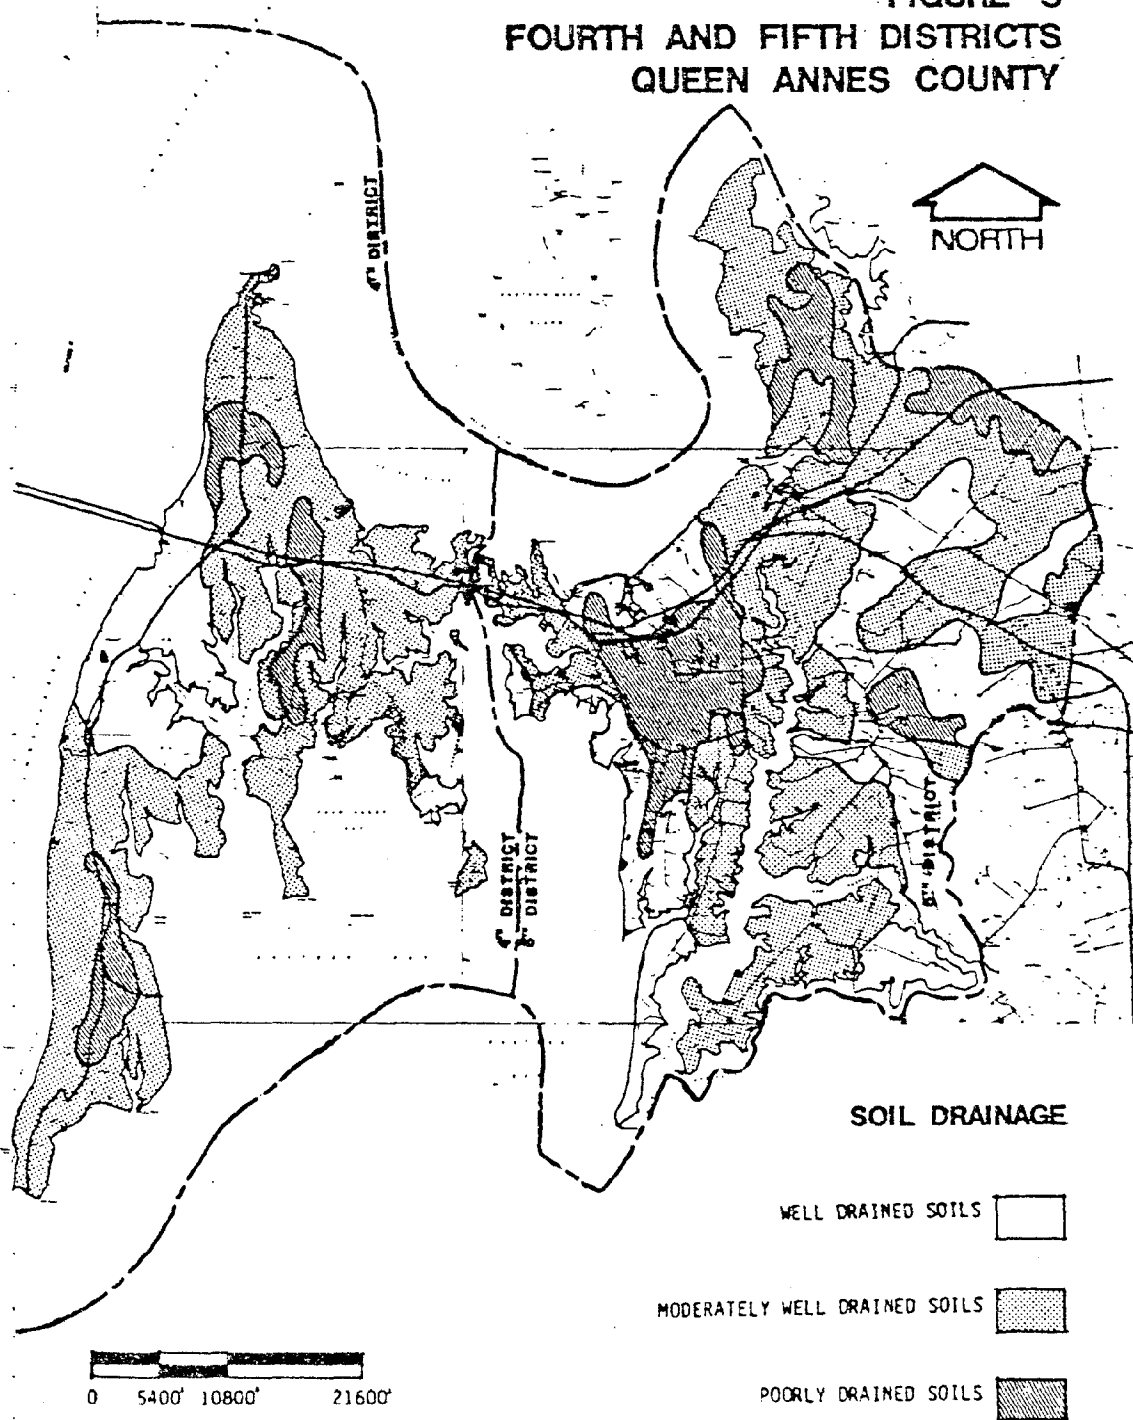 FOURTH AND FIFTH DISTRICTS
QUEEN ANNES COUNTY
NORTH
4TH DISTRICT
4TH DISTRICT
5TH DISTRICT
5TH DISTRICT
SOIL DRAINAGE
WELL DRAINED SOILS
MODERATELY WELL DRAINED SOILS
POORLY DRAINED SOILS
0 5400' 10800' 21600'